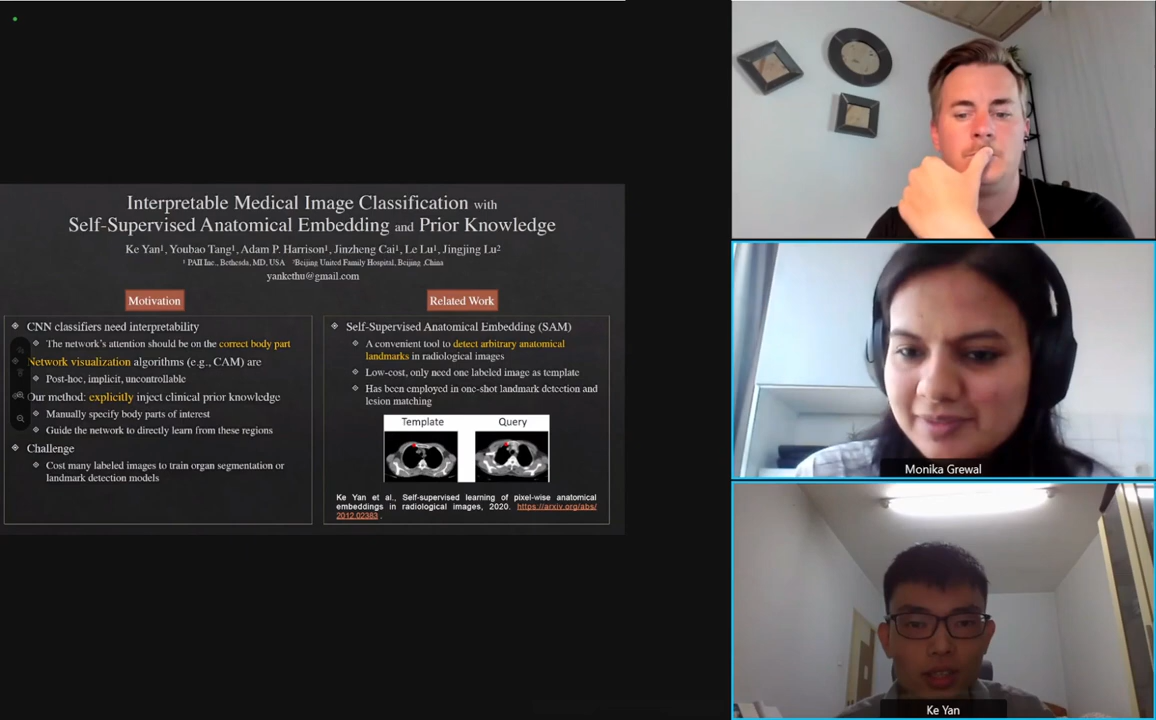 Interpretable Medical Image Classification with
Self-Supervised Anatomical Embedding and Prior Knowledge
Ke Yan¹, Youbao Tang¹, Adam P. Harrison¹, Jinzheng Cai¹, Le Lu¹, Jingjing Lu²
¹ PAII Inc., Bethesda, MD, USA ²Beijing United Family Hospital, Beijing ,China
yankethu@gmail.com
Motivation
CNN classifiers need interpretability
The network's attention should be on the correct body part
Network visualization algorithms (e.g., CAM) are
Post-hoc, implicit, uncontrollable
Our method: explicitly inject clinical prior knowledge
Manually specify body parts of interest
Guide the network to directly learn from these regions
Challenge
Cost many labeled images to train organ segmentation or
landmark detection models
Related Work
Self-Supervised Anatomical Embedding (SAM)
A convenient tool to detect arbitrary anatomical
landmarks in radiological images
Low-cost, only need one labeled image as template
Has been employed in one-shot landmark detection and
lesion matching
Template
Query
Ke Yan et al., Self-supervised learning of pixel-wise anatomical
embeddings in radiological images, 2020. https://arxiv.org/abs/
2012.02383 .
Monika Grewal
Ke Yan